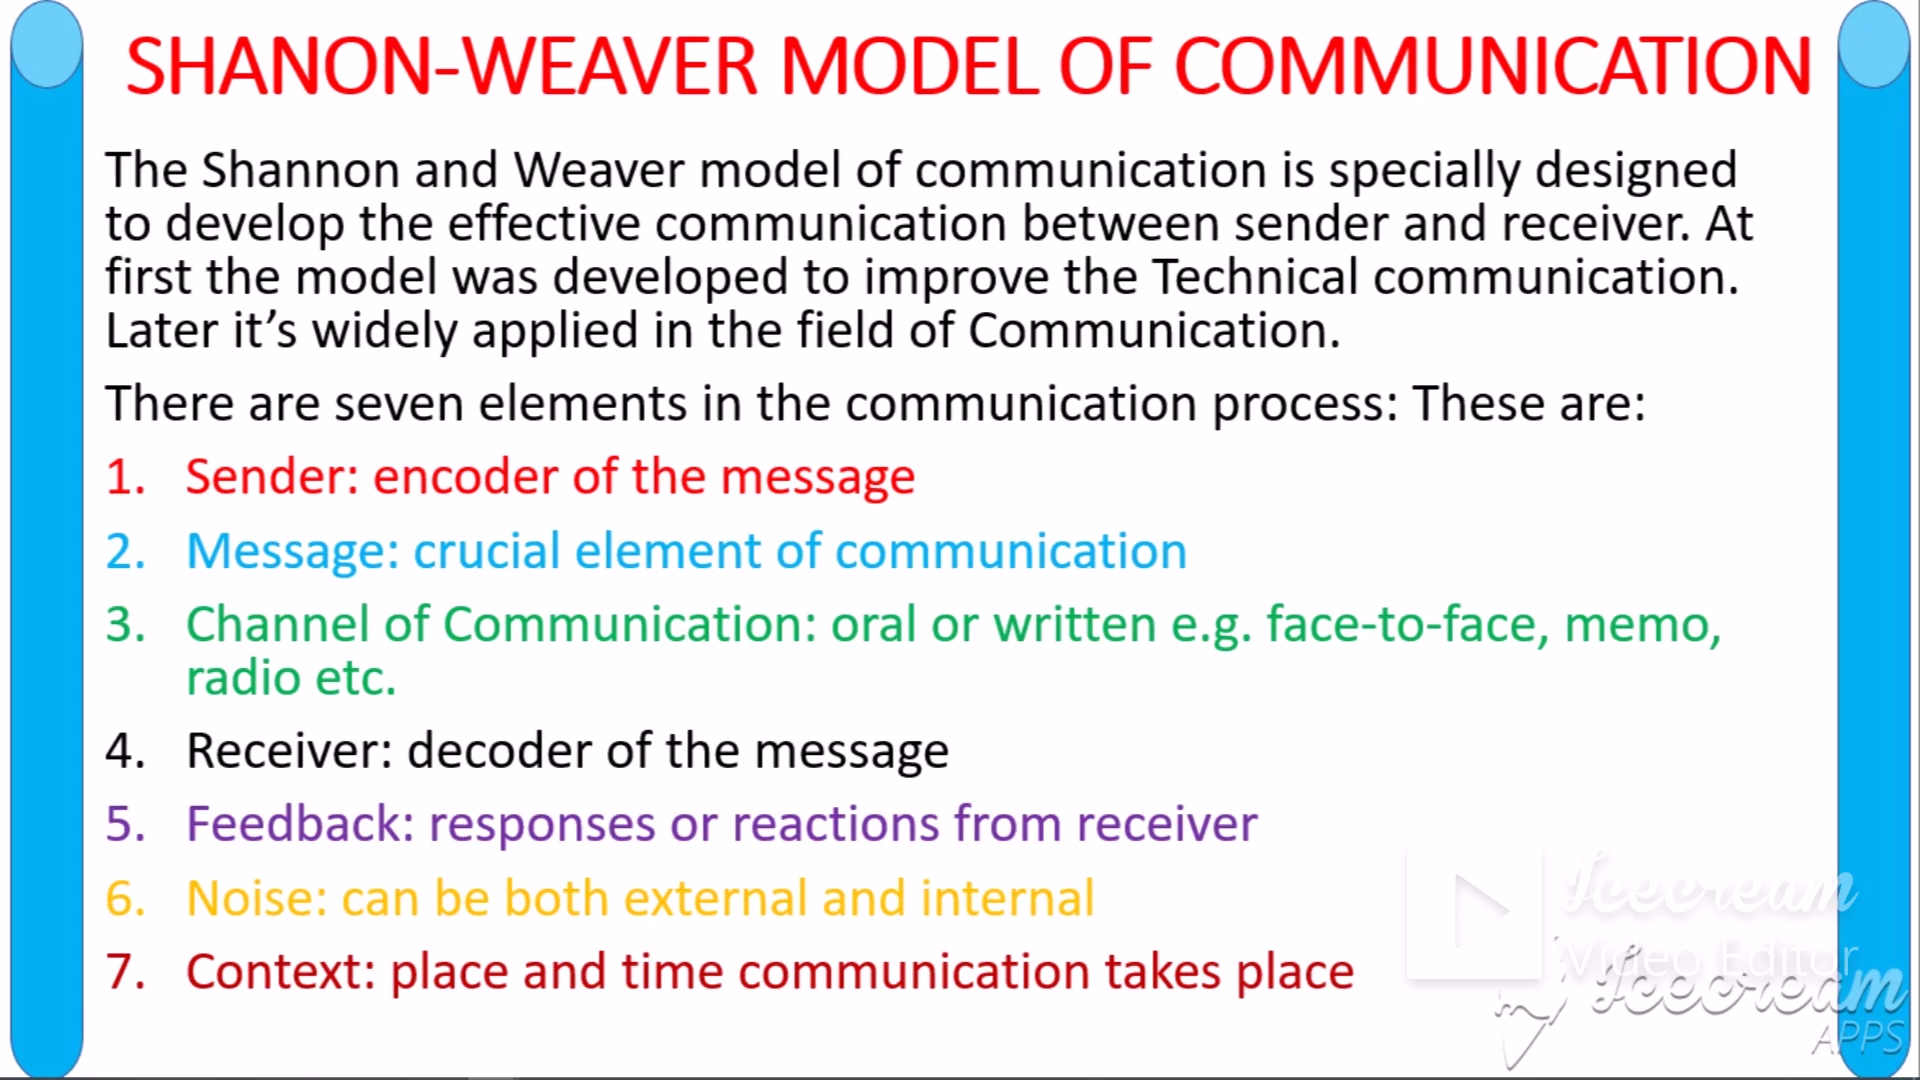 SHANON-WEAVER MODEL OF COMMUNICATION
The Shannon and Weaver model of communication is specially designed
to develop the effective communication between sender and receiver. At
first the model was developed to improve the Technical communication.
Later it’s widely applied in the field of Communication.
There are seven elements in the communication process: These are:
1. Sender: encoder of the message
2. Message: crucial element of communication
3. Channel of Communication: oral or written e.g. face-to-face, memo,
radio etc.
4. Receiver: decoder of the message
5. Feedback: responses or reactions from receiver
6. Noise: can be both external and internal
7. Context: place and time communication takes place
Icecream
Video Editor
Icecream
APPS